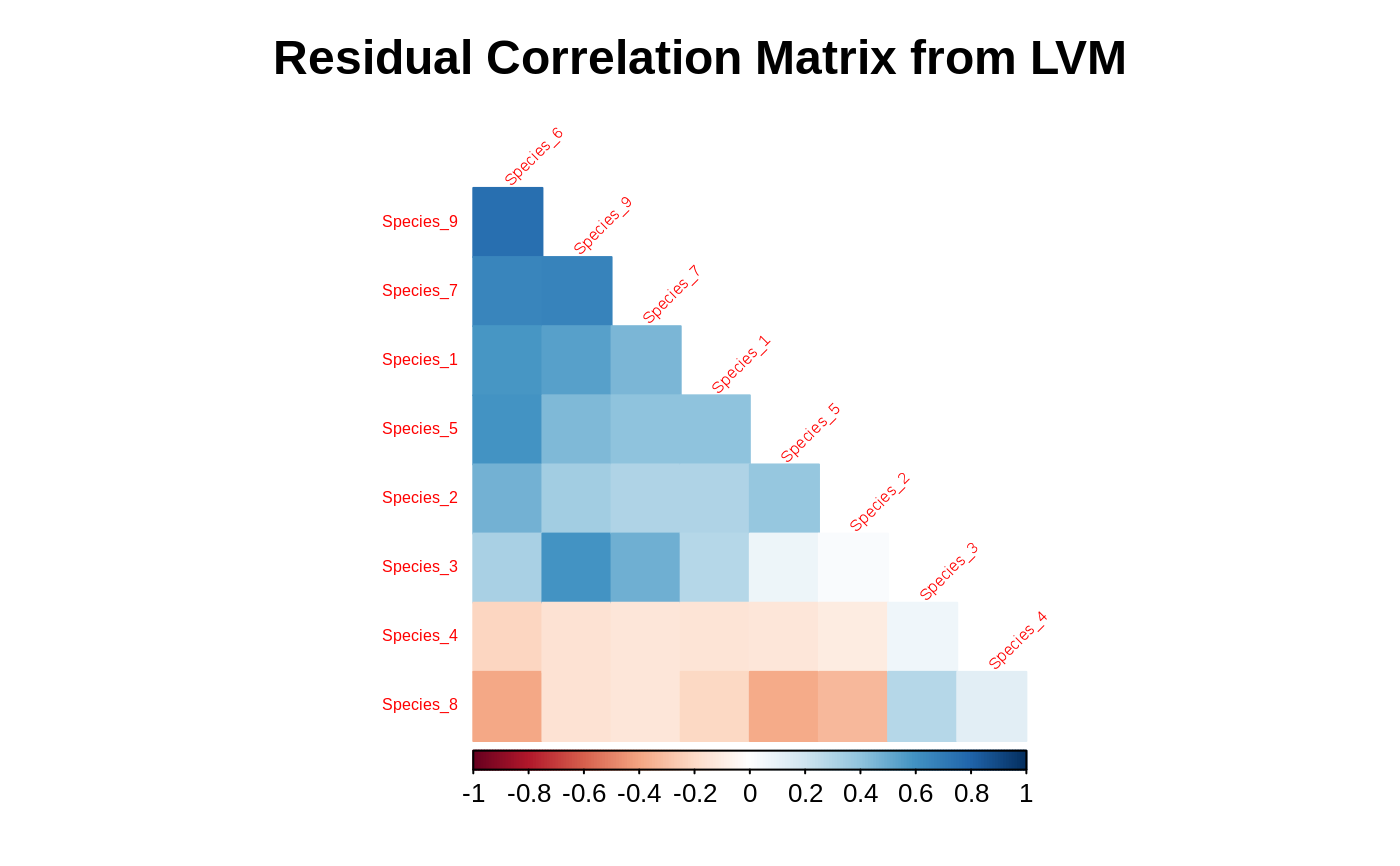 Residual Correlation Matrix from LVM
Species_6
Species_9
Species_9
Species_7
Species_7
Species_1
Species_1
Species_5
Species_5
Species_2
Species_2
Species_3
Species_3
Species_4
Species_4
Species_8
-1 -0.8 -0.6 -0.4 -0.2 0 0.2 0.4 0.6 0.8 1